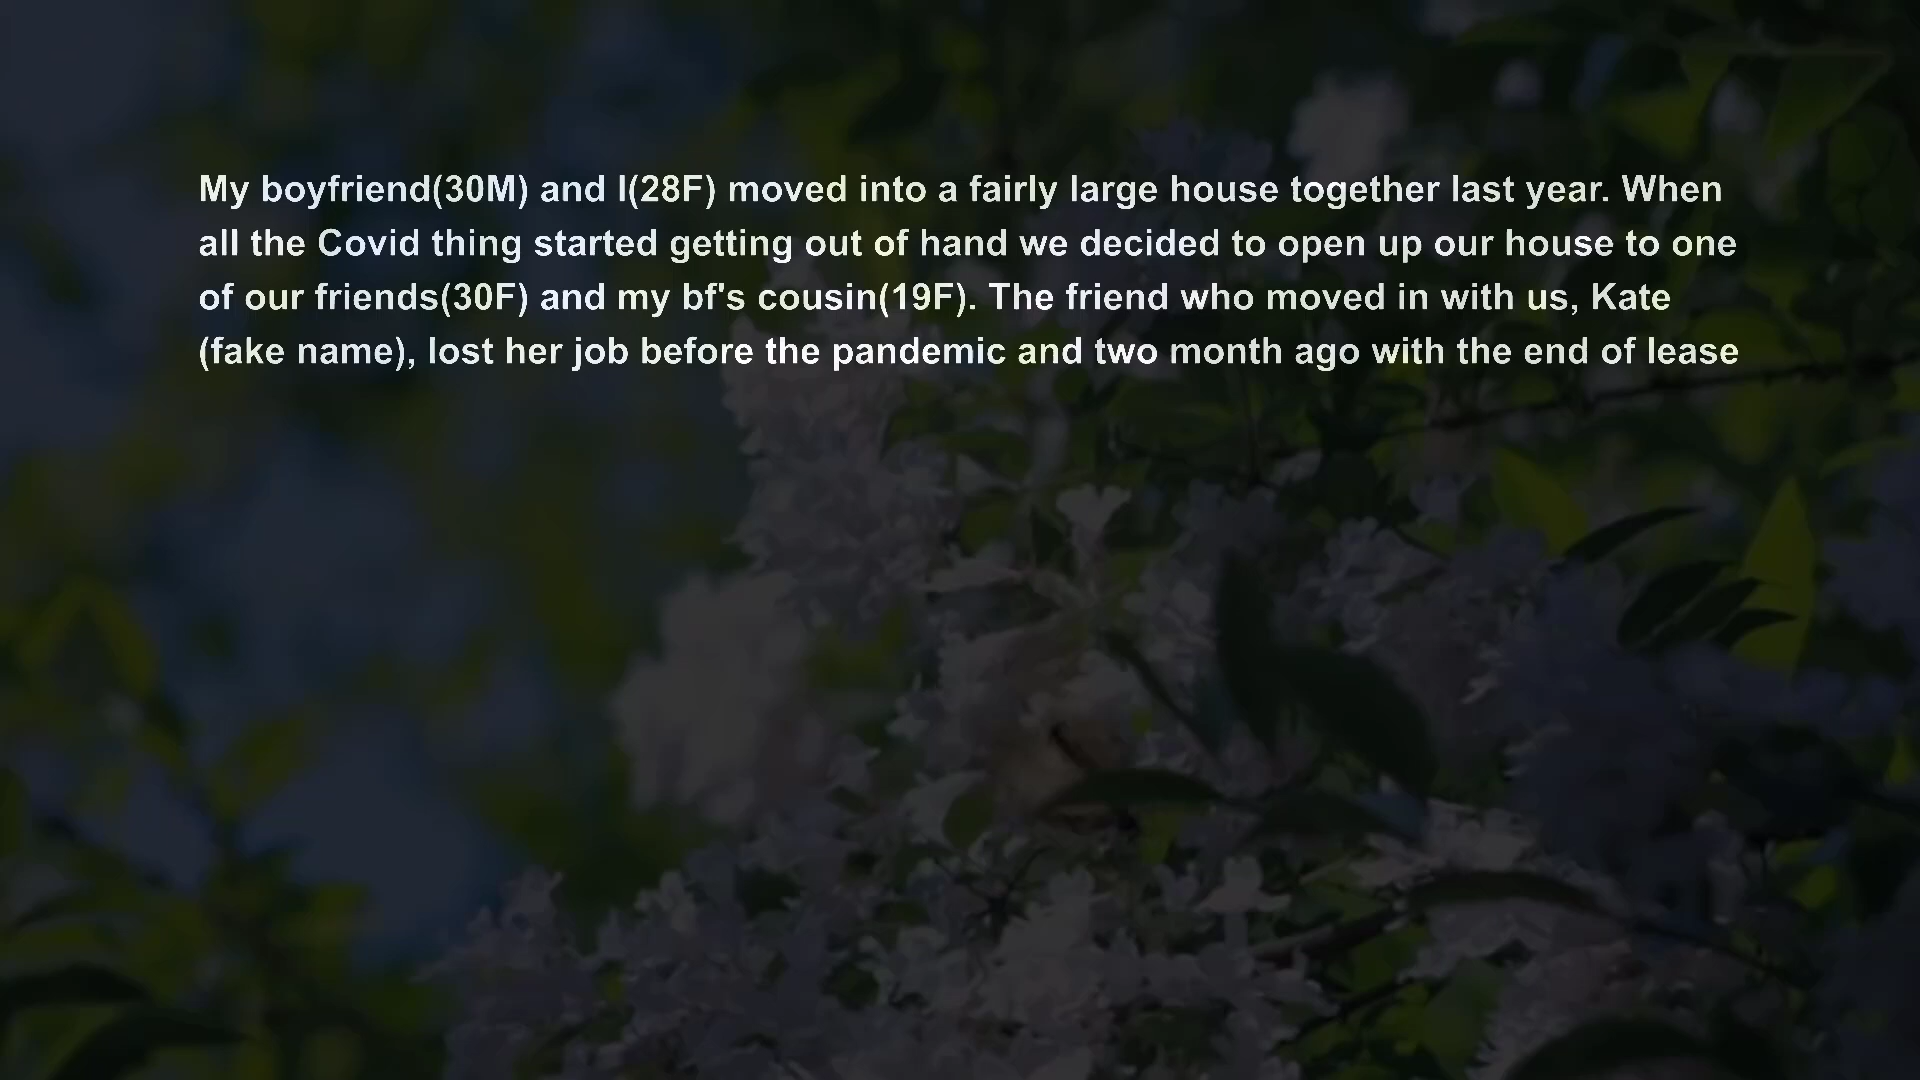 My boyfriend(30M) and I(28F) moved into a fairly large house together last year. When
all the Covid thing started getting out of hand we decided to open up our house to one
of our friends(30F) and my bf's cousin(19F). The friend who moved in with us, Kate
(fake name), lost her job before the pandemic and two month ago with the end of lease